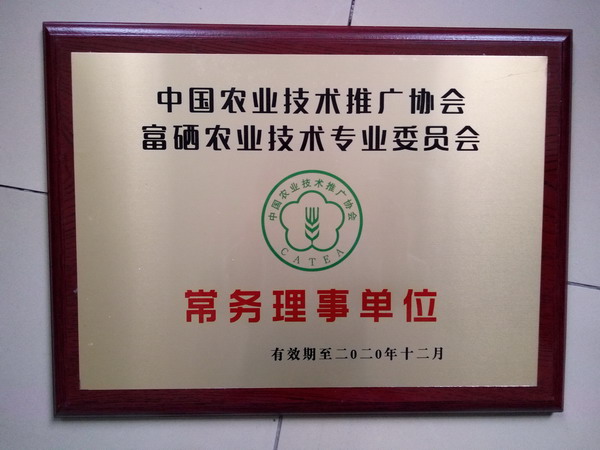 中国农业技术推广协会
富硒农业技术专业委员会
中国农业技术推广协会
CATEA
常务理事单位
有效期至二〇二〇年十二月